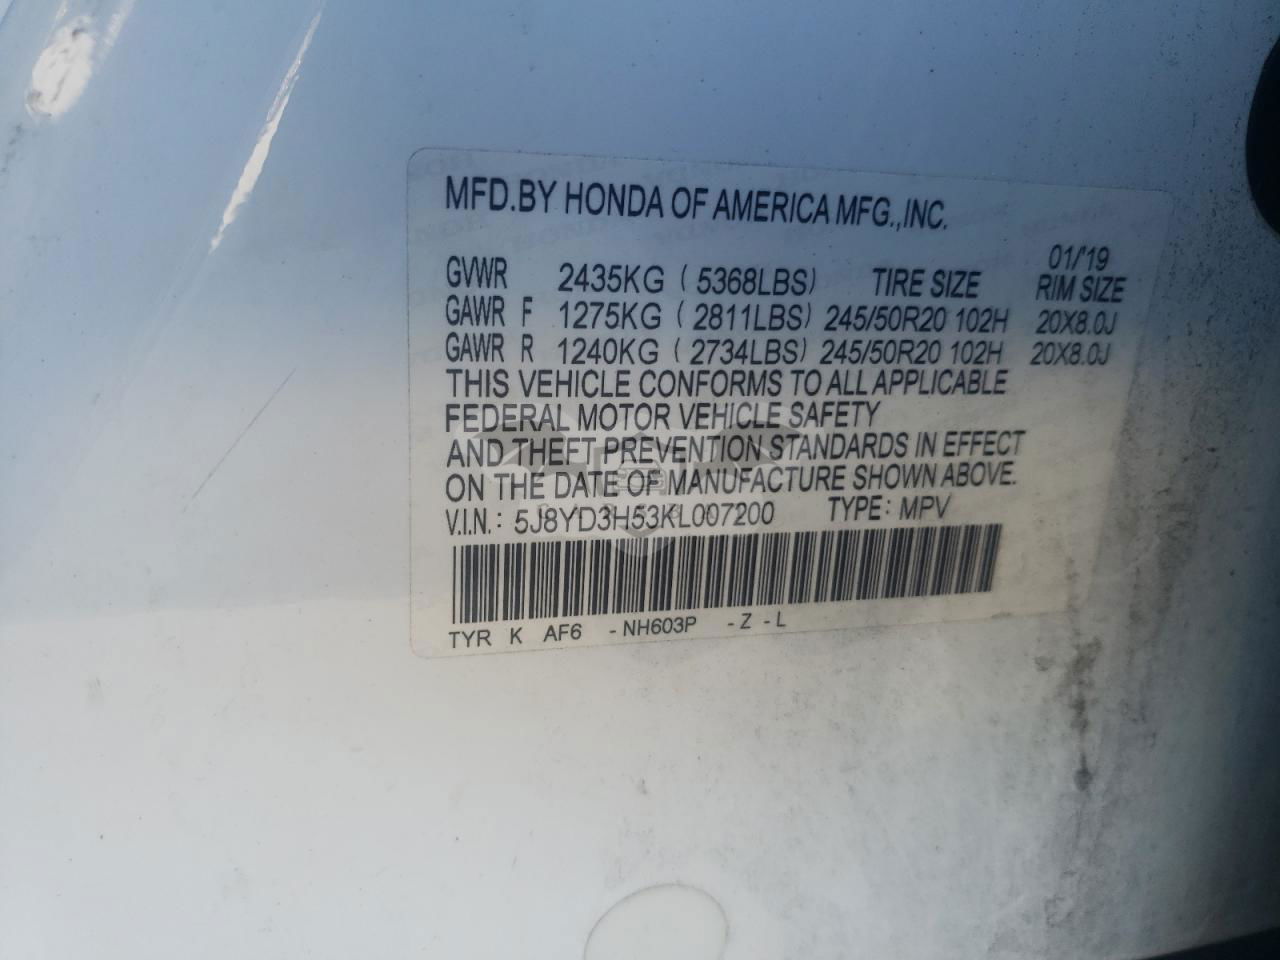 MFD.BY HONDA OF AMERICA MFG.,INC.
01/'19
GVWR 2435KG ( 5368LBS) TIRE SIZE RIM SIZE
GAWR F 1275KG ( 2811LBS) 245/50R20 102H 20X8.0J
GAWR R 1240KG ( 2734LBS) 245/50R20 102H 20X8.0J
THIS VEHICLE CONFORMS TO ALL APPLICABLE
FEDERAL MOTOR VEHICLE SAFETY
AND THEFT PREVENTION STANDARDS IN EFFECT
ON THE DATE OF MANUFACTURE SHOWN ABOVE.
V.I.N.: 5J8YD3H53KL007200 TYPE: MPV
TYR K AF6 -NH603P -Z -L